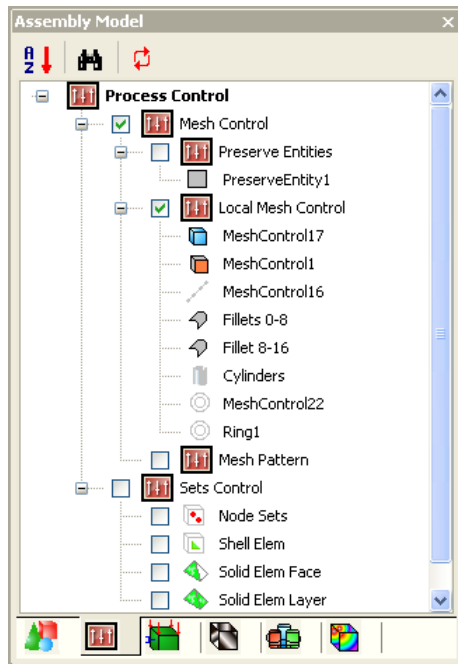 Assembly Model
A
Z
Process Control
Mesh Control
Preserve Entities
PreserveEntity1
Local Mesh Control
MeshControl17
MeshControl1
MeshControl16
Fillets 0-8
Fillet 8-16
Cylinders
MeshControl22
Ring1
Mesh Pattern
Sets Control
Node Sets
Shell Elem
Solid Elem Face
Solid Elem Layer